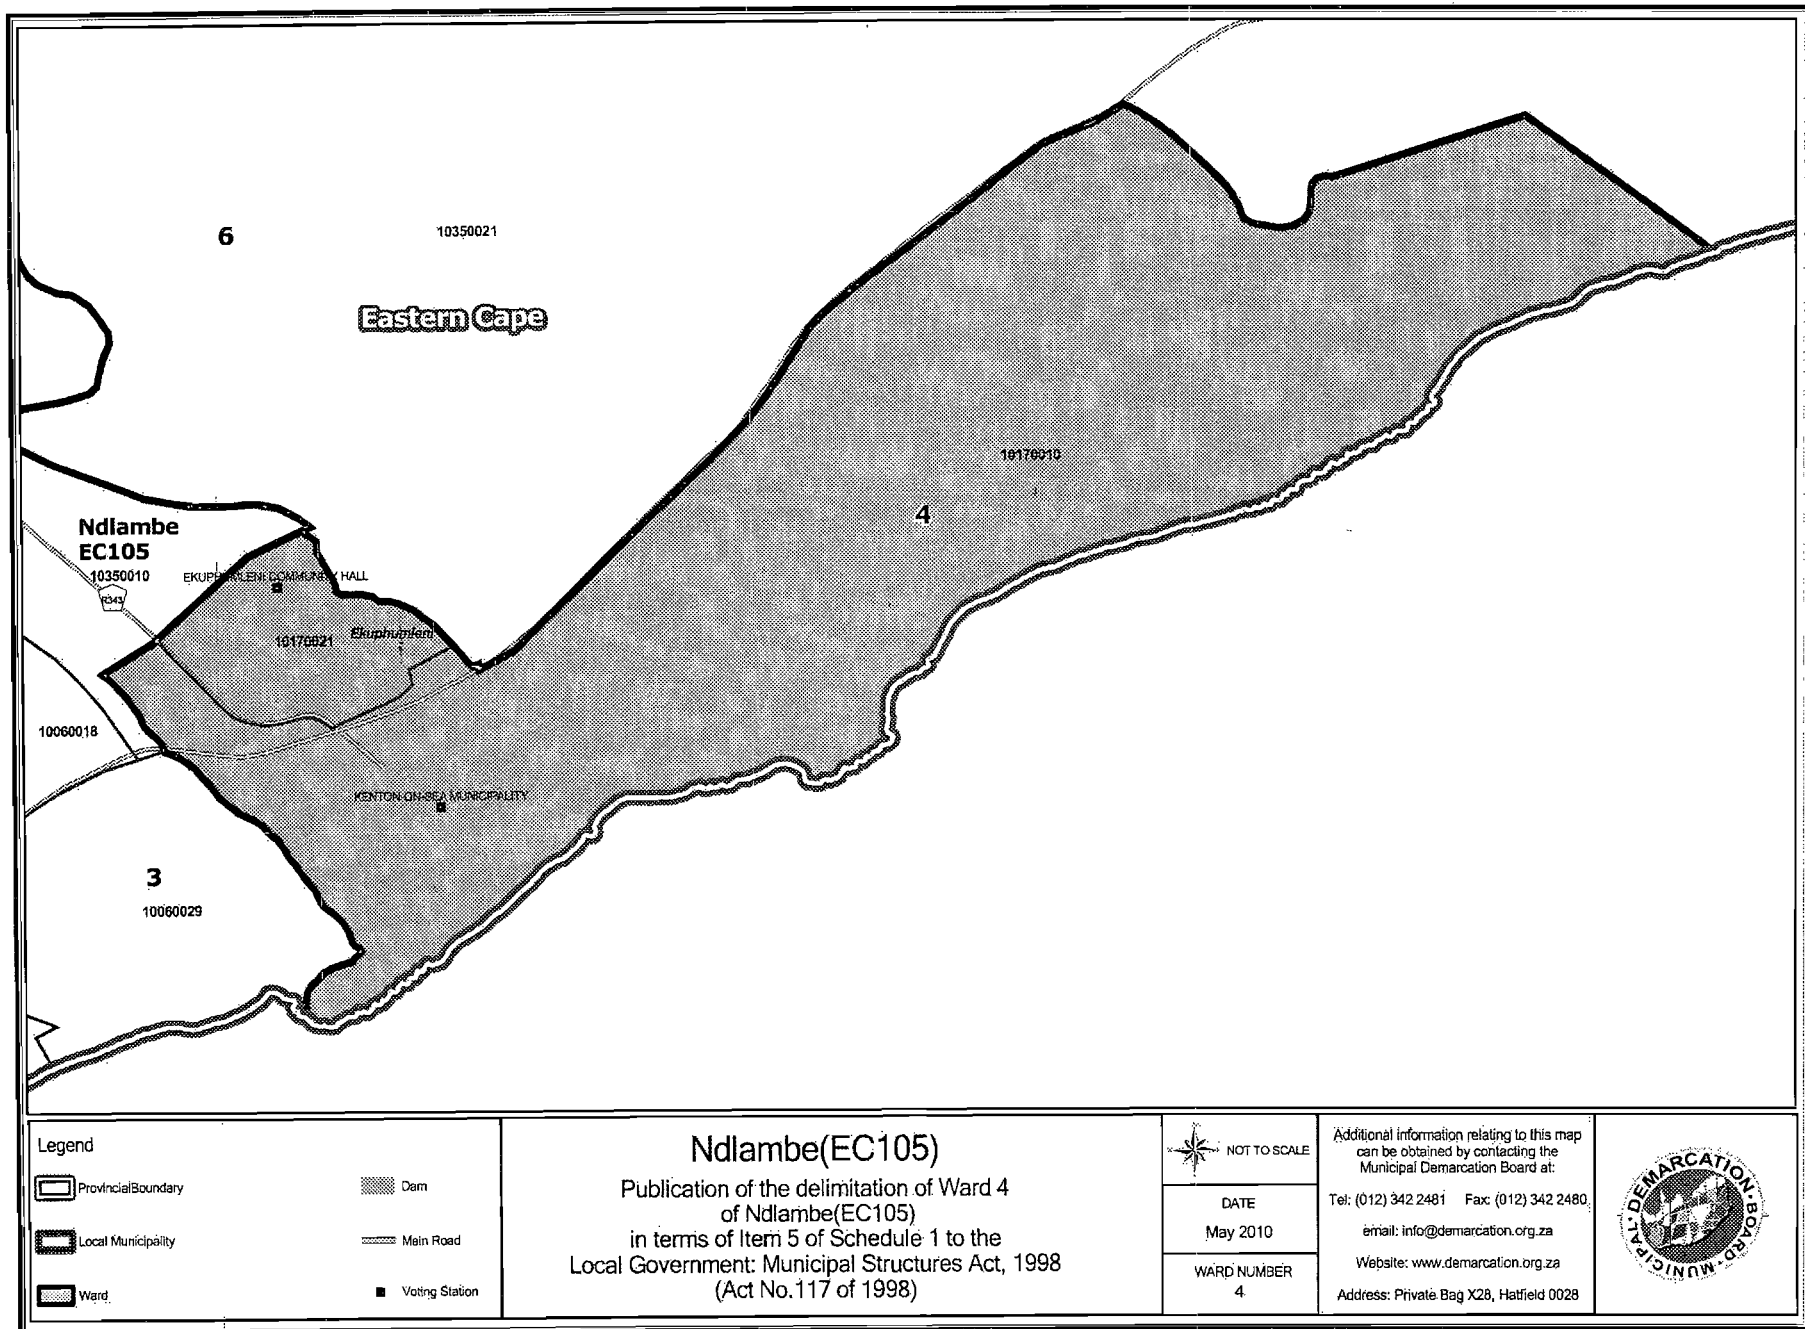 6
10350021
Eastern Cape
10170010
4
Ndlambe
EC105
10350010
R343
EKUPHUMLENI COMMUNITY HALL
10170021
Ekuphumleni
10060018
KENTON-ON-SEA MUNICIPALITY
3
10060029
Legend
ProvincialBoundary
Local Municipality
Ward
Dam
Main Road
Voting Station
Ndlambe(EC105)
Publication of the delimitation of Ward 4
of Ndlambe(EC105)
in terms of Item 5 of Schedule 1 to the
Local Government: Municipal Structures Act, 1998
(Act No.117 of 1998)
NOT TO SCALE
DATE
May 2010
WARD NUMBER
4
Additional information relating to this map
can be obtained by contacting the
Municipal Demarcation Board at:
Tel: (012) 342 2481 Fax: (012) 342 2480
email: info@demarcation.org.za
Website: www.demarcation.org.za
Address: Private Bag X28, Hatfield 0028
MUNICIPAL DEMARCATION BOARD